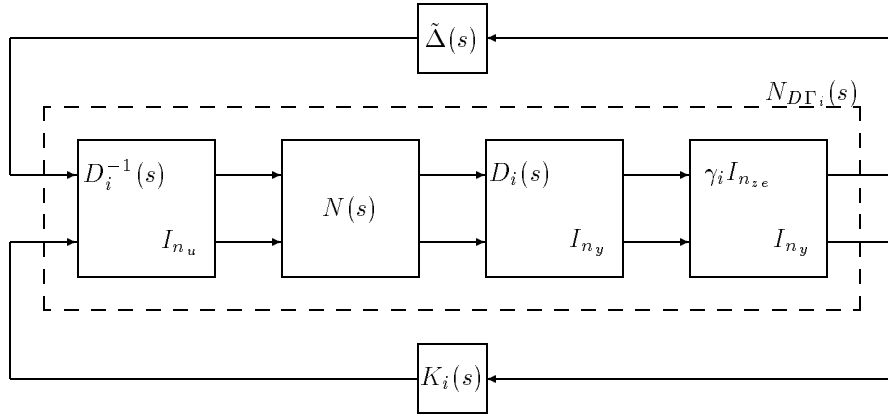 Δ̃(s)
N_{DΓ_i}(s)
D_i^{-1}(s)
I_{n_u}
N(s)
D_i(s)
I_{n_y}
γ_i I_{n_{ze}}
I_{n_y}
K_i(s)